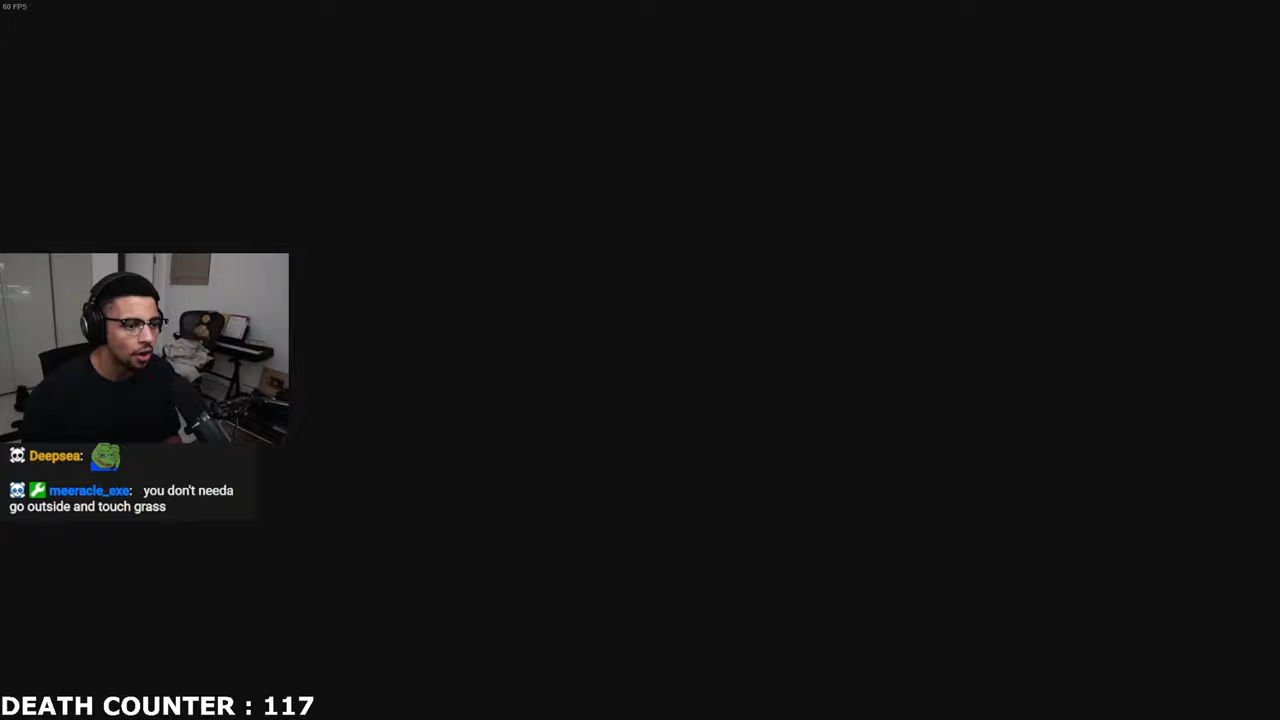 60 FPS
Deepsea:
meeracle_exe: you don't needa
go outside and touch grass
DEATH COUNTER : 117